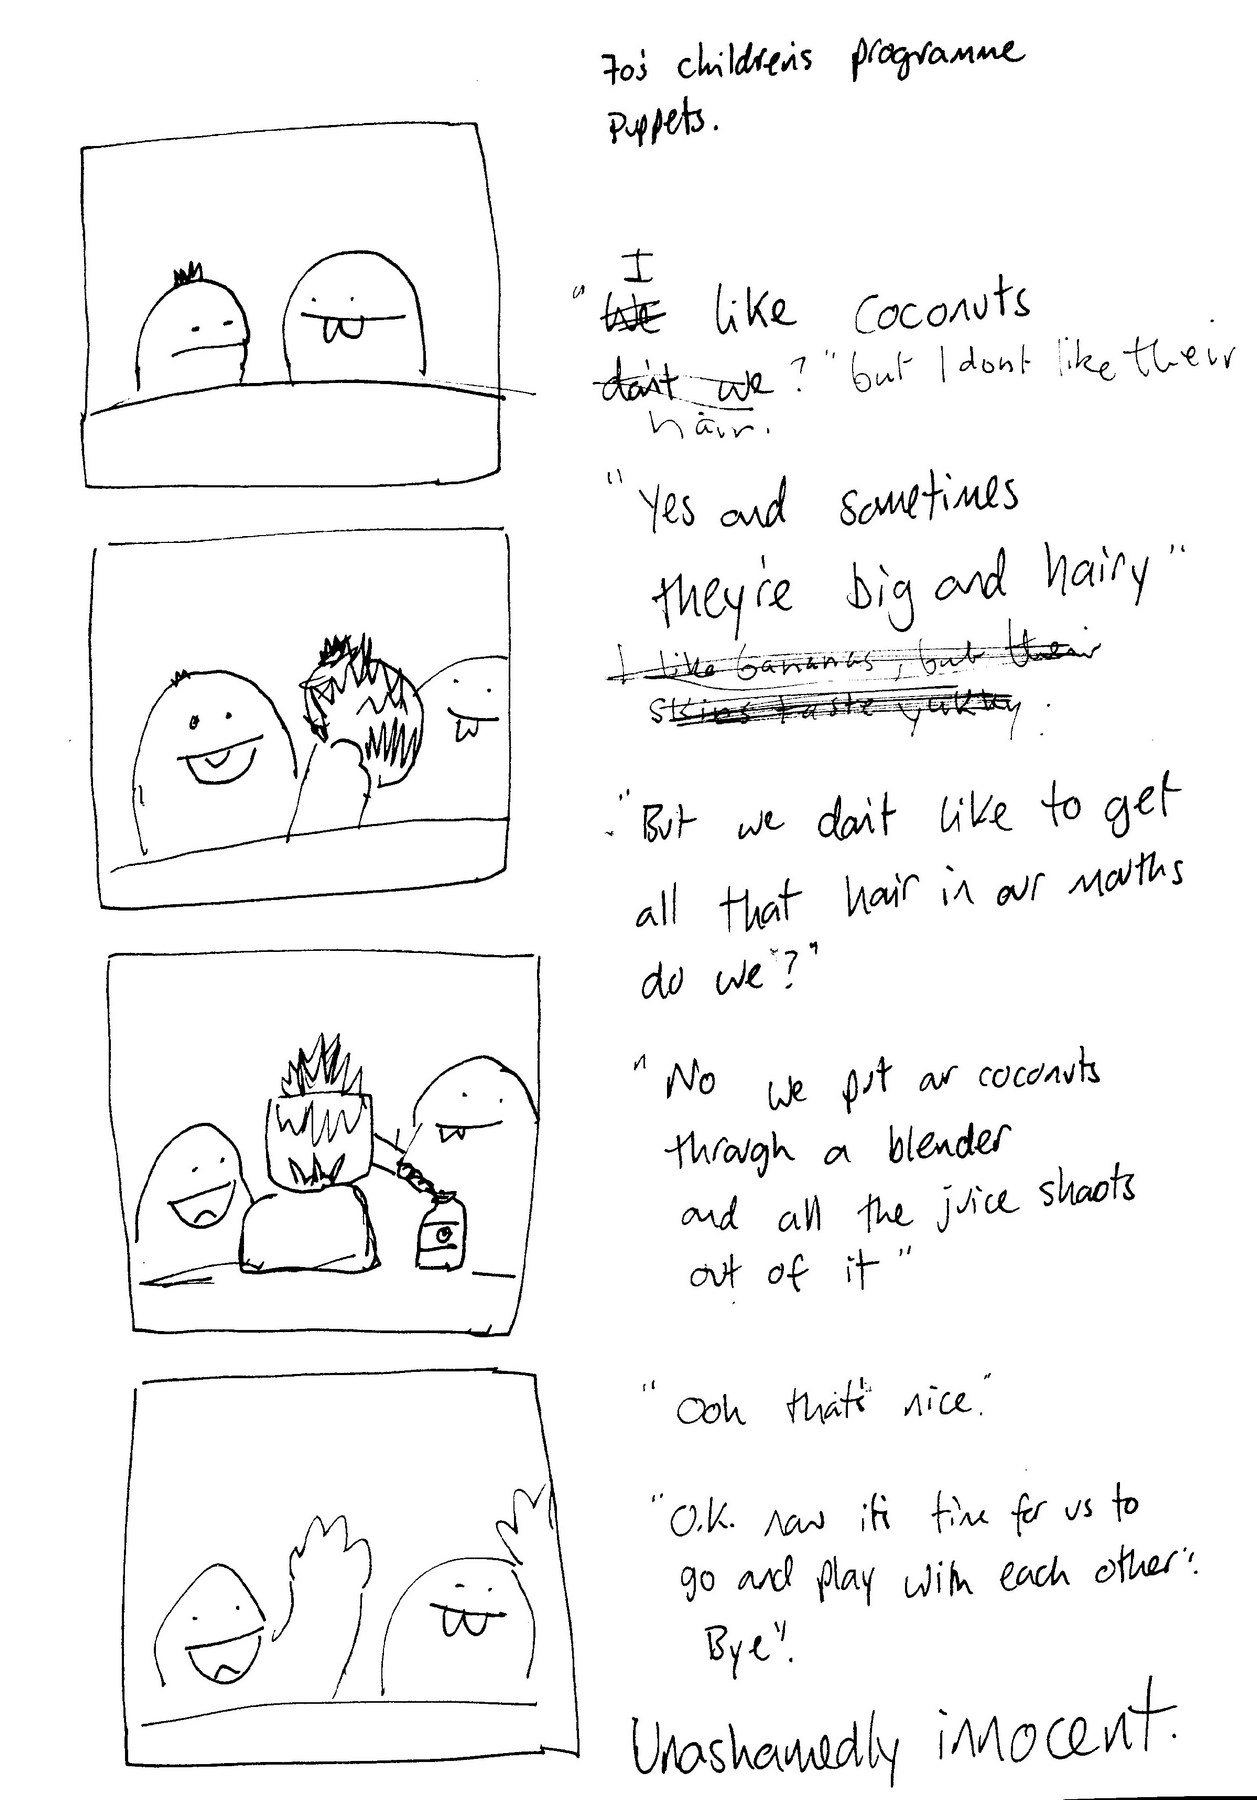 70's children's programme
Puppets.
I
"We like coconuts
don't we?" but I dont like their
hair.
"Yes and sometimes
they're big and hairy"
I like bananas, but their
skins taste yukky.
"But we don't like to get
all that hair in our mouths
do we"?"
"No we put our coconuts
through a blender
and all the juice shoots
out of it"
"Ooh that's nice."
"O.K. now it's time for us to
go and play with each other".
Bye".
Unashamedly innocent.